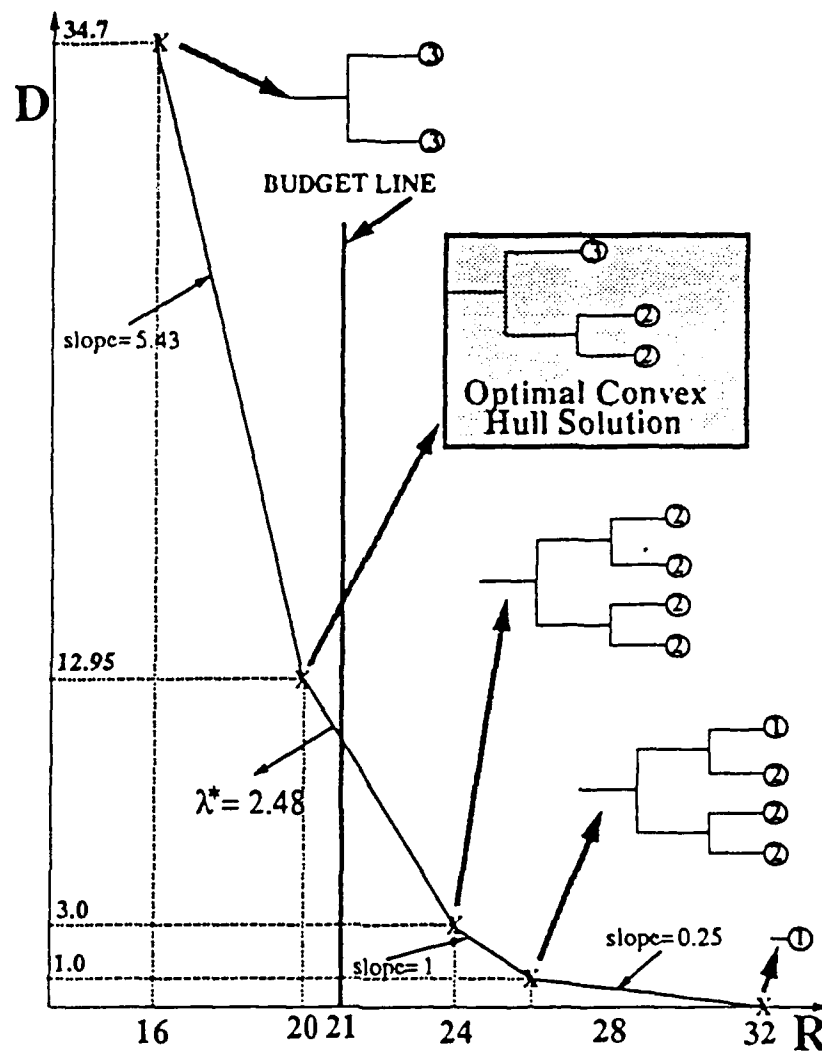 34.7
D
③
③
BUDGET LINE
slope=5.43
③
②
②
Optimal Convex
Hull Solution
②
②
②
②
12.95
λ*= 2.48
①
②
②
②
3.0
①
slope=0.25
slope=1
1.0
16
20
21
24
28
32
R